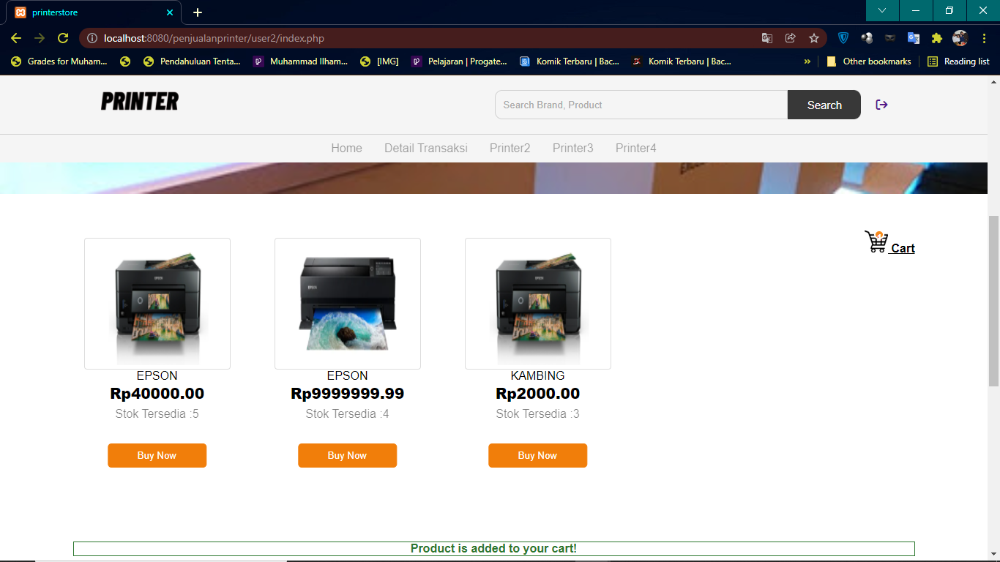 printerstore
localhost:8080/penjualanprinter/user2/index.php
Grades for Muham...
Pendahuluan Tenta...
Muhammad Ilham...
[IMG]
Pelajaran | Progate...
Komik Terbaru | Bac...
Komik Terbaru | Bac...
»
Other bookmarks
Reading list
PRINTER
Search Brand, Product
Search
Home
Detail Transaksi
Printer2
Printer3
Printer4
Cart
EPSON
Rp40000.00
Stok Tersedia :5
Buy Now
EPSON
Rp9999999.99
Stok Tersedia :4
Buy Now
KAMBING
Rp2000.00
Stok Tersedia :3
Buy Now
Product is added to your cart!